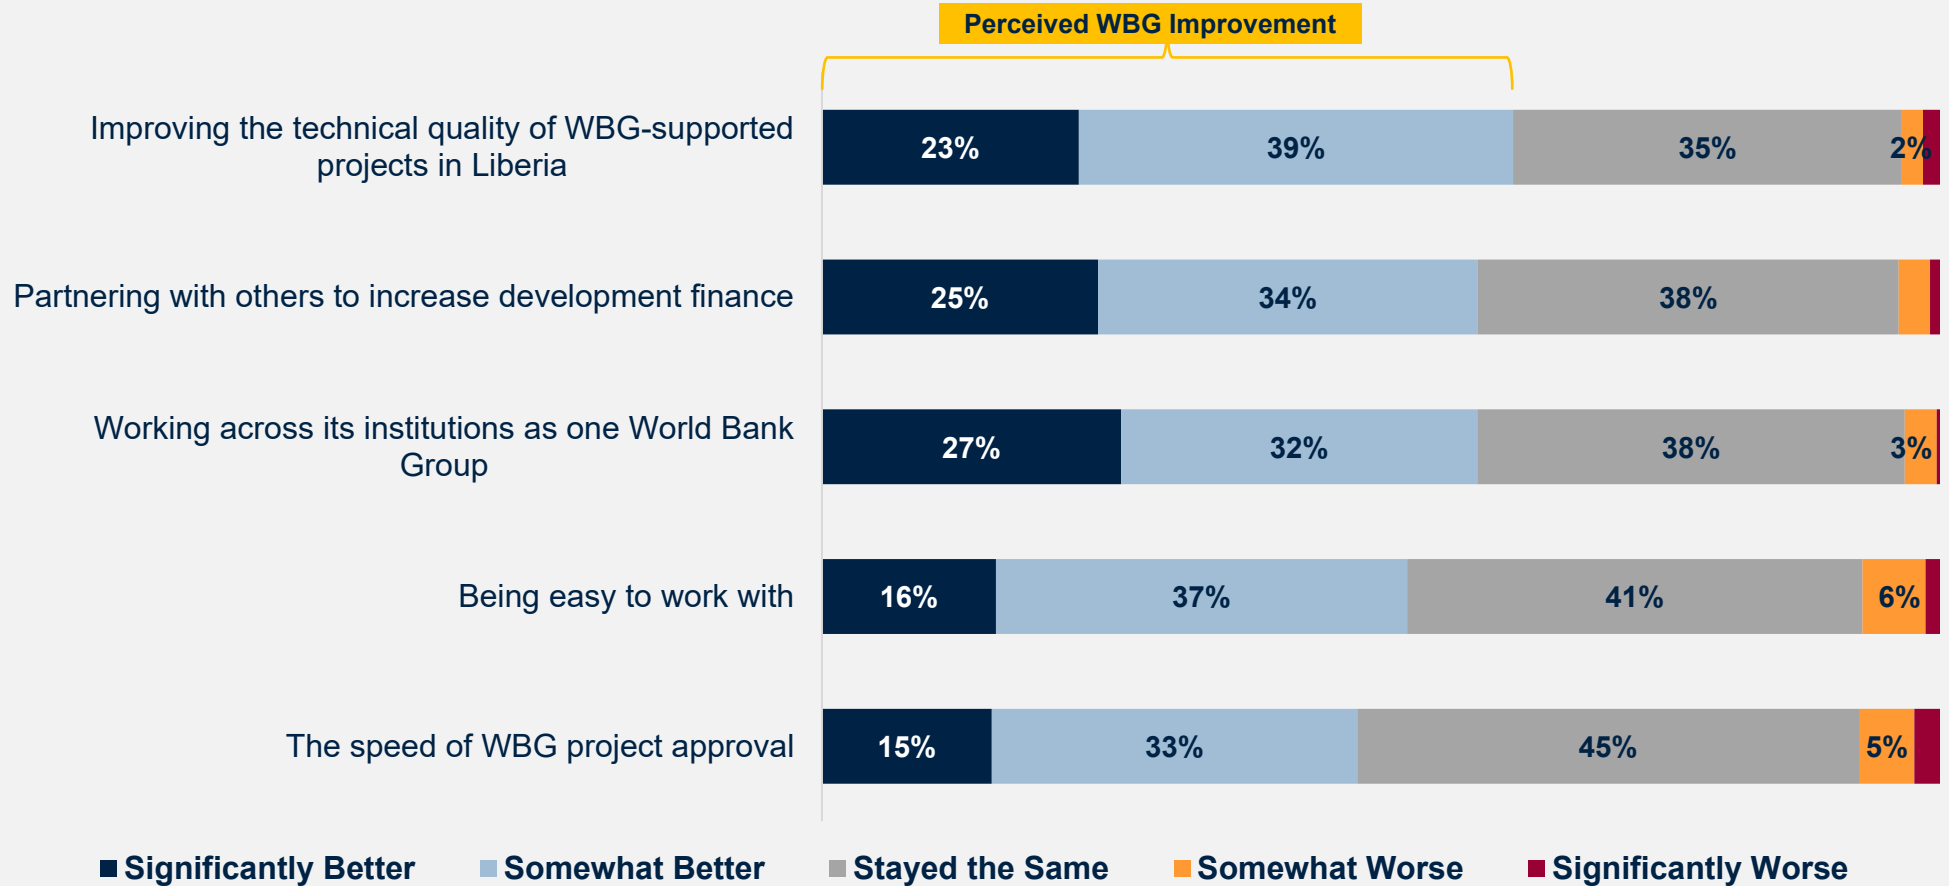 Perceived WBG Improvement
Improving the technical quality of WBG-supported
projects in Liberia
23% 39% 35% 2%
Partnering with others to increase development finance
25% 34% 38%
Working across its institutions as one World Bank
Group
27% 32% 38% 3%
Being easy to work with
16% 37% 41% 6%
The speed of WBG project approval
15% 33% 45% 5%
Significantly Better Somewhat Better Stayed the Same Somewhat Worse Significantly Worse